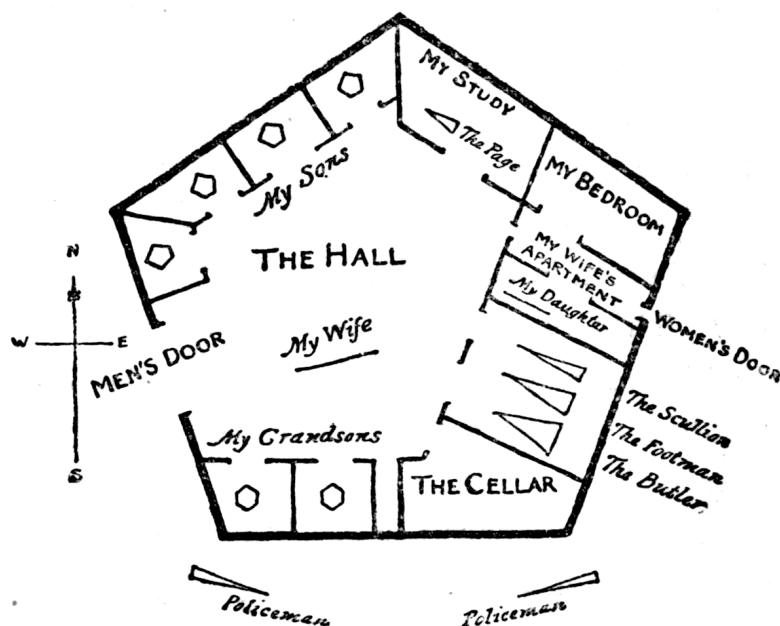 MY STUDY
The Page
MY BEDROOM
My Sons
N
THE HALL
MY WIFE'S
APARTMENT
My Daughter
W
E
My Wife
MEN'S DOOR
WOMEN'S DOOR
S
My Grandsons
THE CELLAR
The Scullion
The Footman
The Butler.
Policeman
Policeman